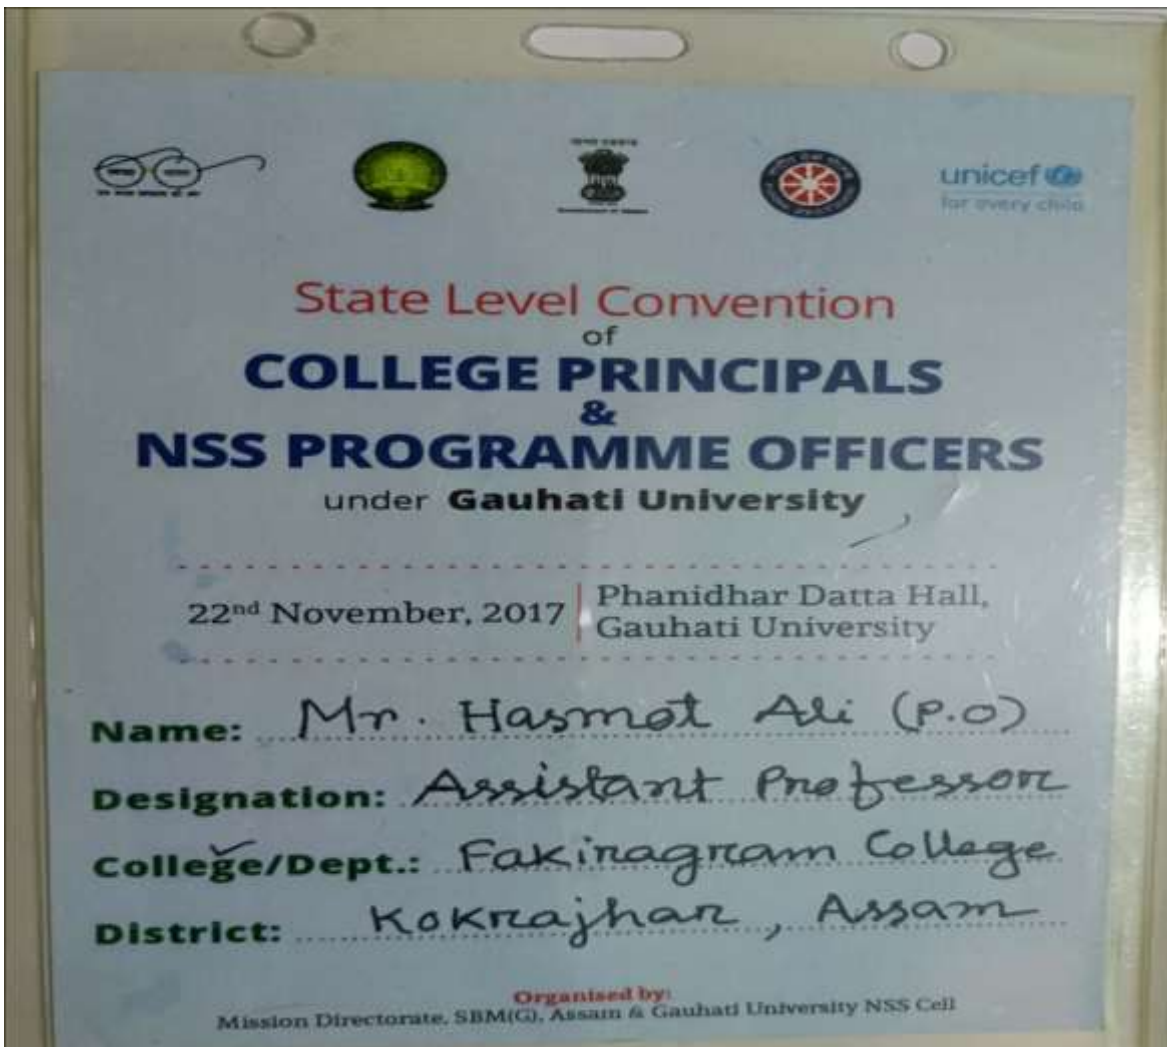 unicef
for every child
State Level Convention
of
COLLEGE PRINCIPALS
&
NSS PROGRAMME OFFICERS
under Gauhati University
22nd November, 2017 Phanidhar Datta Hall,
Gauhati University
Name: Mr. Hasmot Ali (P.O)
Designation: Assistant Professor
College/Dept.: Fakiragram College
District: Kokrajhar, Assam
Organised by:
Mission Directorate, SBM(G), Assam & Gauhati University NSS Cell